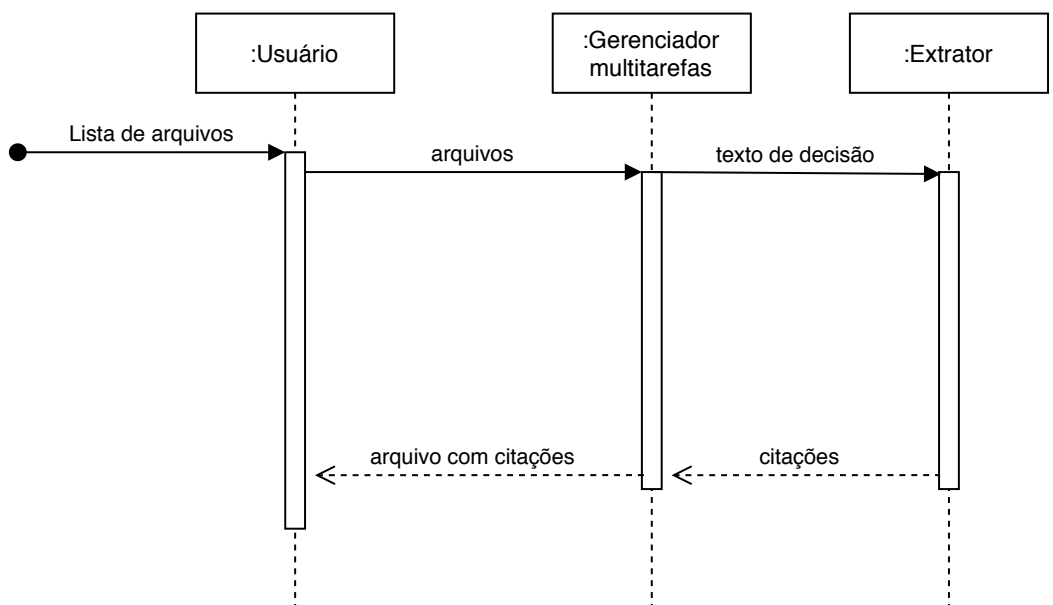 :Usuário
:Gerenciador
multitarefas
:Extrator
Lista de arquivos
arquivos
texto de decisão
arquivo com citações
citações